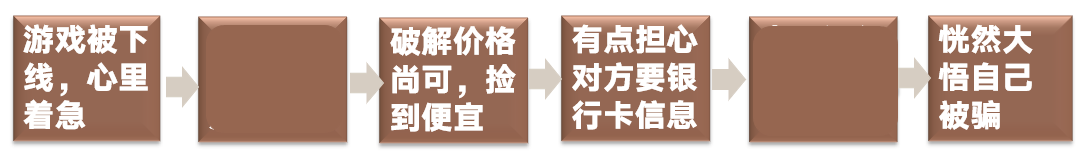 游戏被下
线，心里
着急
破解价格
尚可，捡
到便宜
有点担心
对方要银
行卡信息
恍然大
悟自己
被骗